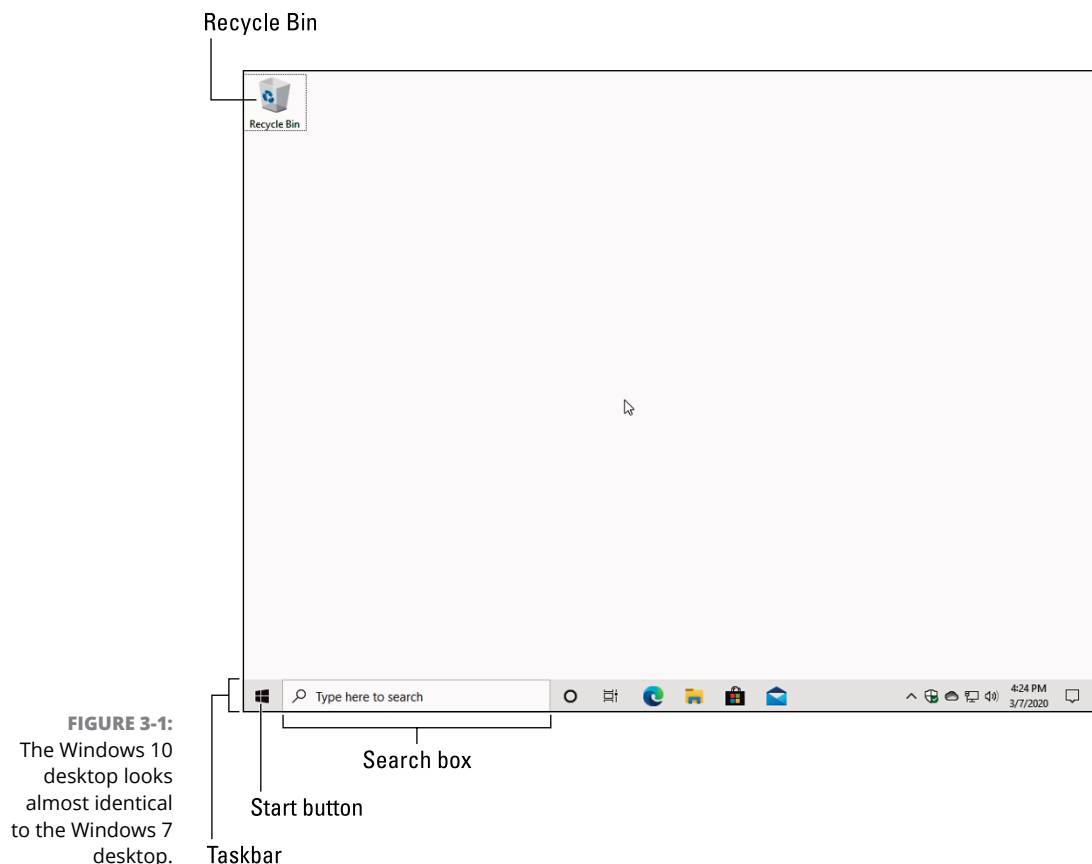 Recycle Bin
Recycle Bin
Type here to search
4:24 PM
3/7/2020
FIGURE 3-1:
The Windows 10
desktop looks
almost identical
to the Windows 7
desktop.
Search box
Start button
Taskbar